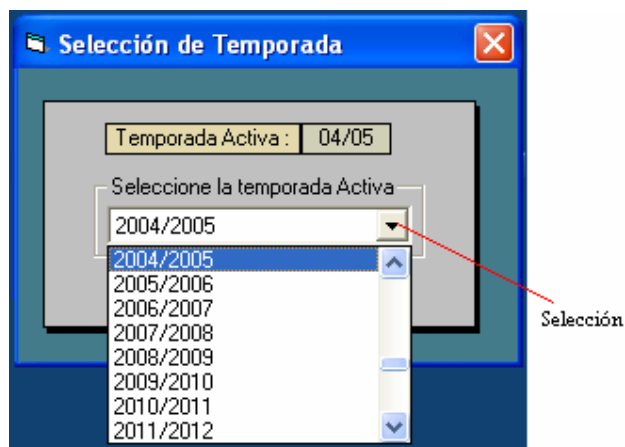 Selección de Temporada
Temporada Activa : 04/05
Seleccione la temporada Activa
2004/2005
2004/2005
2005/2006
2006/2007
2007/2008
2008/2009
2009/2010
2010/2011
2011/2012
Selección